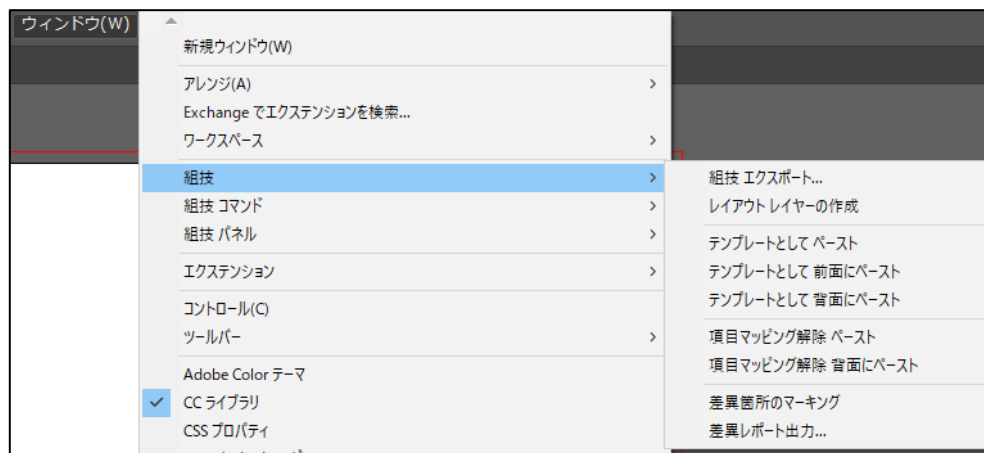 ウィンドウ(W)
新規ウィンドウ(W)
アレンジ(A)
Exchange でエクステンションを検索...
ワークスペース
組技
組技 コマンド
組技 パネル
エクステンション
コントロール(C)
ツールバー
Adobe Color テーマ
CC ライブラリ
CSS プロパティ
組技 エクスポート...
レイアウト レイヤーの作成
テンプレートとして ペースト
テンプレートとして 前面にペースト
テンプレートとして 背面にペースト
項目マッピング解除 ペースト
項目マッピング解除 背面にペースト
差異箇所のマーキング
差異レポート出力...